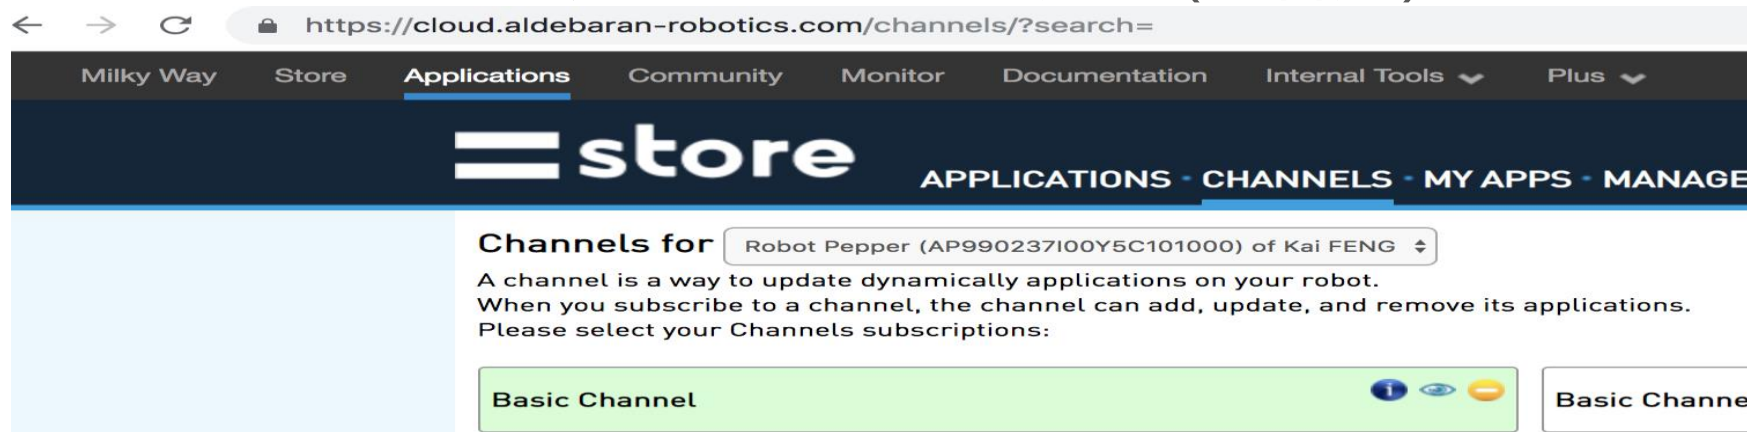 https://cloud.aldebaran-robotics.com/channels/?search=
Milky Way Store Applications Community Monitor Documentation Internal Tools Plus
store APPLICATIONS · CHANNELS · MY APPS · MANAGE
Channels for Robot Pepper (AP990237I00Y5C101000) of Kai FENG
A channel is a way to update dynamically applications on your robot.
When you subscribe to a channel, the channel can add, update, and remove its applications.
Please select your Channels subscriptions:
Basic Channel
Basic Channe